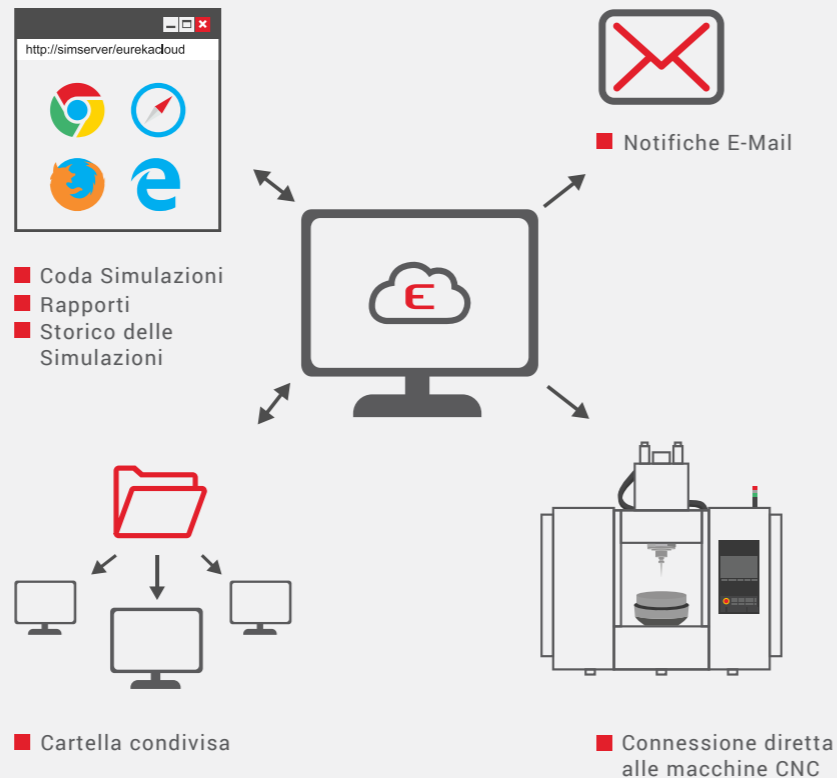 http://simserver/eurekacloud
Notifiche E-Mail
E
Coda Simulazioni
Rapporti
Storico delle
Simulazioni
Cartella condivisa
Connessione diretta
alle macchine CNC